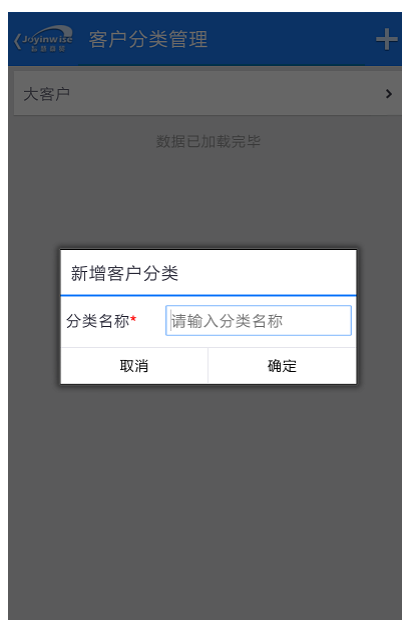 Joyinwise
客户分类管理
大客户
数据已加载完毕
新增客户分类
分类名称*
请输入分类名称
取消
确定